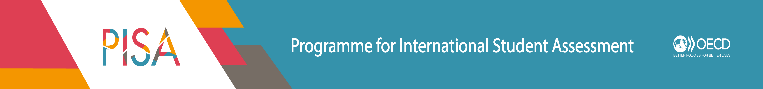 PISA
Programme for International Student Assessment
OECD